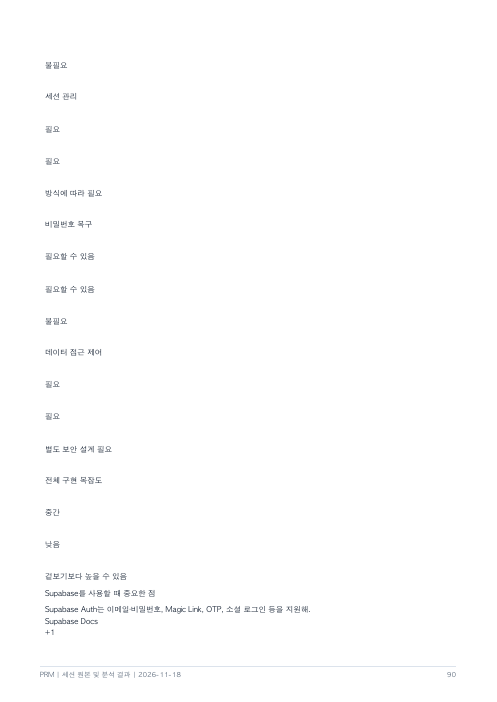 불필요
세션 관리
필요
필요
방식에 따라 필요
비밀번호 복구
필요할 수 있음
필요할 수 있음
불필요
데이터 접근 제어
필요
필요
별도 보안 설계 필요
전체 구현 복잡도
중간
낮음
겉보기보다 높을 수 있음
Supabase를 사용할 때 중요한 점
Supabase Auth는 이메일·비밀번호, Magic Link, OTP, 소셜 로그인 등을 지원해.
Supabase Docs
+1
PRM | 세션 원본 및 분석 결과 | 2026-11-18
90